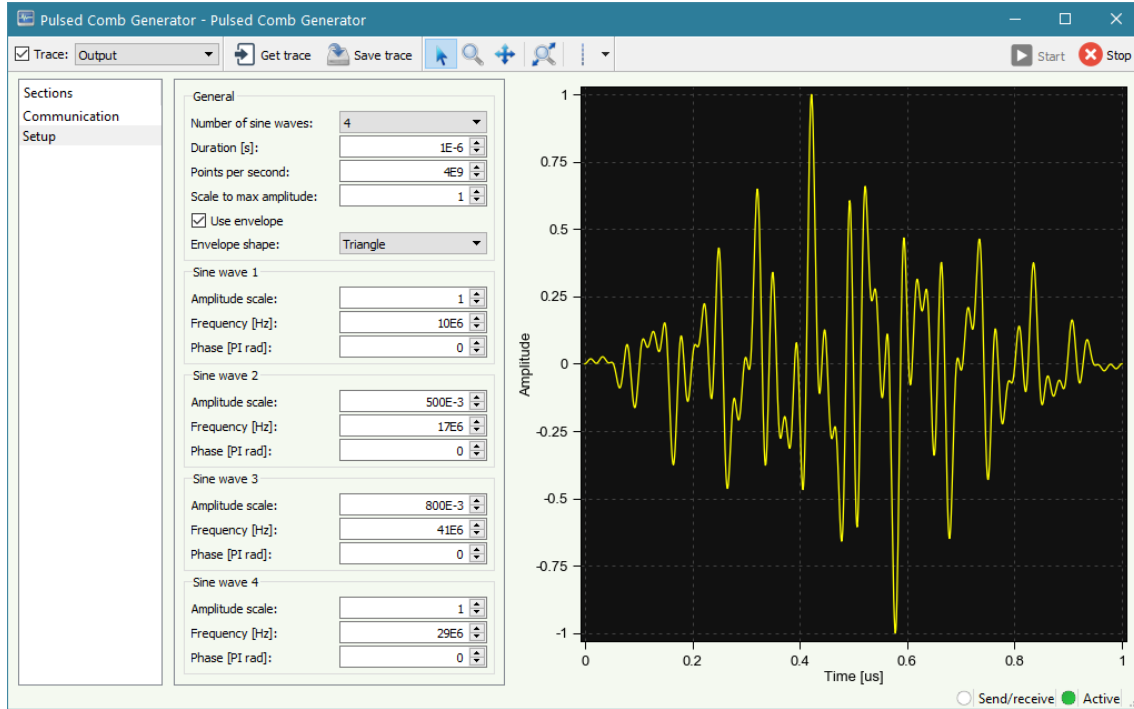 Pulsed Comb Generator - Pulsed Comb Generator
Trace: Output Get trace Save trace Start Stop
Sections
Communication
Setup
General
Number of sine waves: 4
Duration [s]: 1E-6
Points per second: 4E9
Scale to max amplitude: 1
Use envelope
Envelope shape: Triangle
Sine wave 1
Amplitude scale: 1
Frequency [Hz]: 10E6
Phase [PI rad]: 0
Sine wave 2
Amplitude scale: 500E-3
Frequency [Hz]: 17E6
Phase [PI rad]: 0
Sine wave 3
Amplitude scale: 800E-3
Frequency [Hz]: 41E6
Phase [PI rad]: 0
Sine wave 4
Amplitude scale: 1
Frequency [Hz]: 29E6
Phase [PI rad]: 0
Amplitude
1
0.75
0.5
0.25
0
-0.25
-0.5
-0.75
-1
0 0.2 0.4 0.6 0.8 1
Time [us]
Send/receive Active